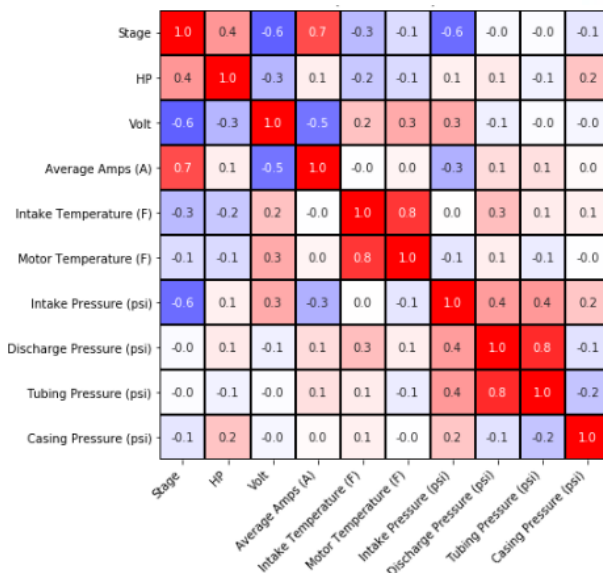 Stage 1.0 0.4 -0.6 0.7 -0.3 -0.1 -0.6 -0.0 -0.0 -0.1
HP 0.4 1.0 -0.3 0.1 -0.2 -0.1 0.1 0.1 -0.1 0.2
Volt -0.6 -0.3 1.0 -0.5 0.2 0.3 0.3 -0.1 -0.0 -0.0
Average Amps (A) 0.7 0.1 -0.5 1.0 -0.0 0.0 -0.3 0.1 0.1 0.0
Intake Temperature (F) -0.3 -0.2 0.2 -0.0 1.0 0.8 0.0 0.3 0.1 0.1
Motor Temperature (F) -0.1 -0.1 0.3 0.0 0.8 1.0 -0.1 0.1 -0.1 -0.0
Intake Pressure (psi) -0.6 0.1 0.3 -0.3 0.0 -0.1 1.0 0.4 0.4 0.2
Discharge Pressure (psi) -0.0 0.1 -0.1 0.1 0.3 0.1 0.4 1.0 0.8 -0.1
Tubing Pressure (psi) -0.0 -0.1 -0.0 0.1 0.1 -0.1 0.4 0.8 1.0 -0.2
Casing Pressure (psi) -0.1 0.2 -0.0 0.0 0.1 -0.0 0.2 -0.1 -0.2 1.0
Stage
HP
Volt
Average Amps (A)
Intake Temperature (F)
Motor Temperature (F)
Intake Pressure (psi)
Discharge Pressure (psi)
Tubing Pressure (psi)
Casing Pressure (psi)